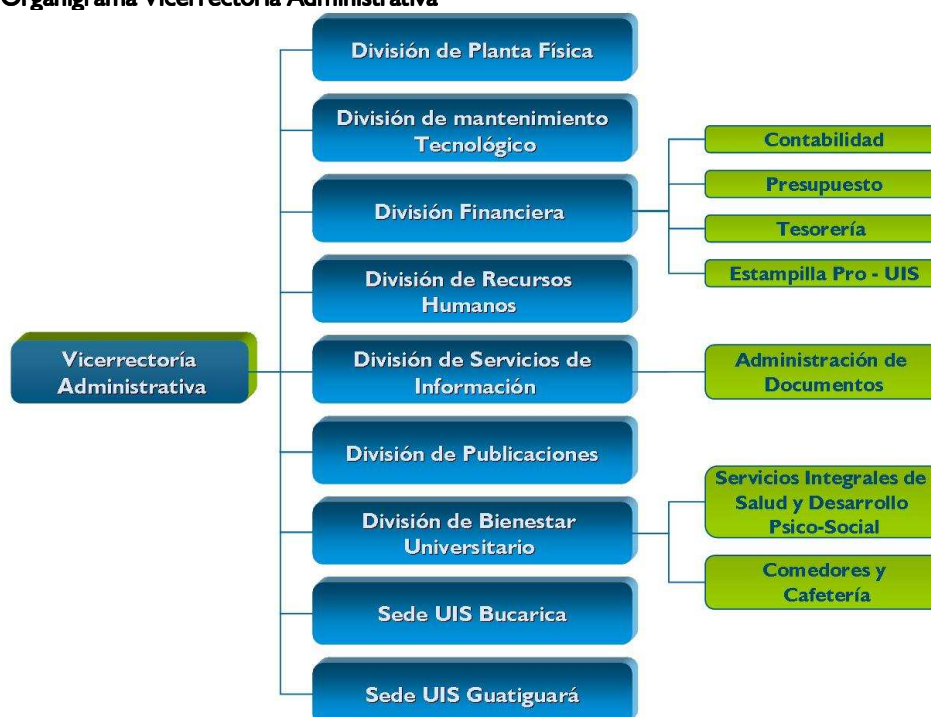 Organigrama Vicerrectoría Administrativa
División de Planta Física
División de mantenimiento
Tecnológico
División Financiera
Contabilidad
Presupuesto
Tesorería
Estampilla Pro - UIS
División de Recursos
Humanos
Vicerrectoría
Administrativa
División de Servicios de
Información
Administración de
Documentos
División de Publicaciones
División de Bienestar
Universitario
Servicios Integrales de
Salud y Desarrollo
Psico-Social
Comedores y
Cafetería
Sede UIS Bucarica
Sede UIS Guatiguará